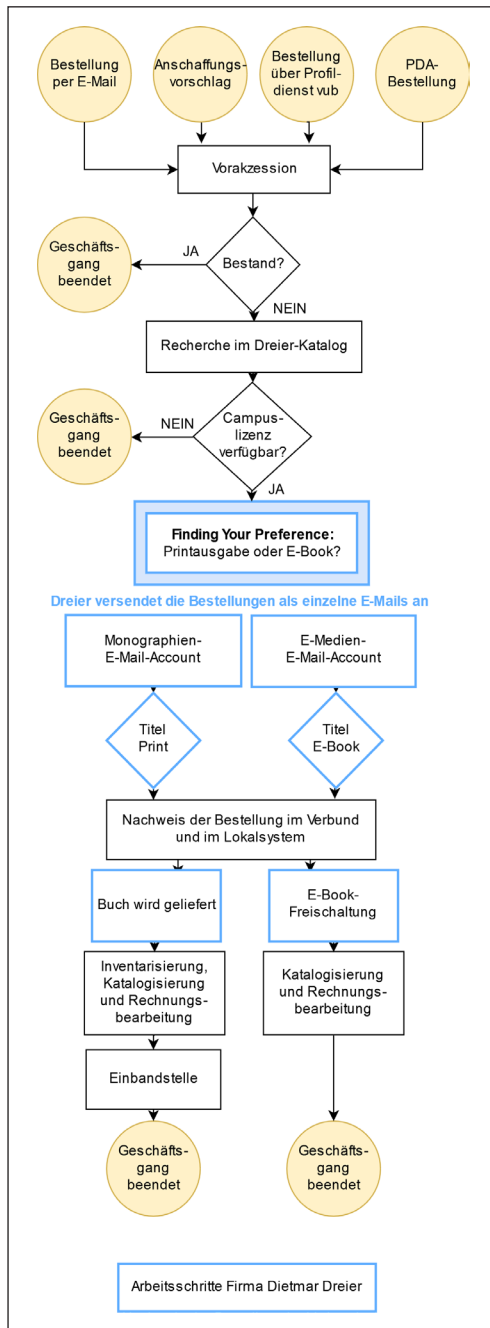 Bestellung
per E-Mail
Anschaffungs-
vorschlag
Bestellung
über Profil-
dienst vub
PDA-
Bestellung
Vorakzession
Geschäfts-
gang
beendet
JA
Bestand?
NEIN
Recherche im Dreier-Katalog
Geschäfts-
gang
beendet
NEIN
Campus-
lizenz
verfügbar?
JA
Finding Your Preference:
Printausgabe oder E-Book?
Dreier versendet die Bestellungen als einzelne E-Mails an
Monographien-
E-Mail-Account
E-Medien-
E-Mail-Account
Titel
Print
Titel
E-Book
Nachweis der Bestellung im Verbund
und im Lokalsystem
Buch wird geliefert
E-Book-
Freischaltung
Inventarisierung,
Katalogisierung
und Rechnungs-
bearbeitung
Katalogisierung
und Rechnungs-
bearbeitung
Einbandstelle
Geschäfts-
gang
beendet
Geschäfts-
gang
beendet
Arbeitsschritte Firma Dietmar Dreier